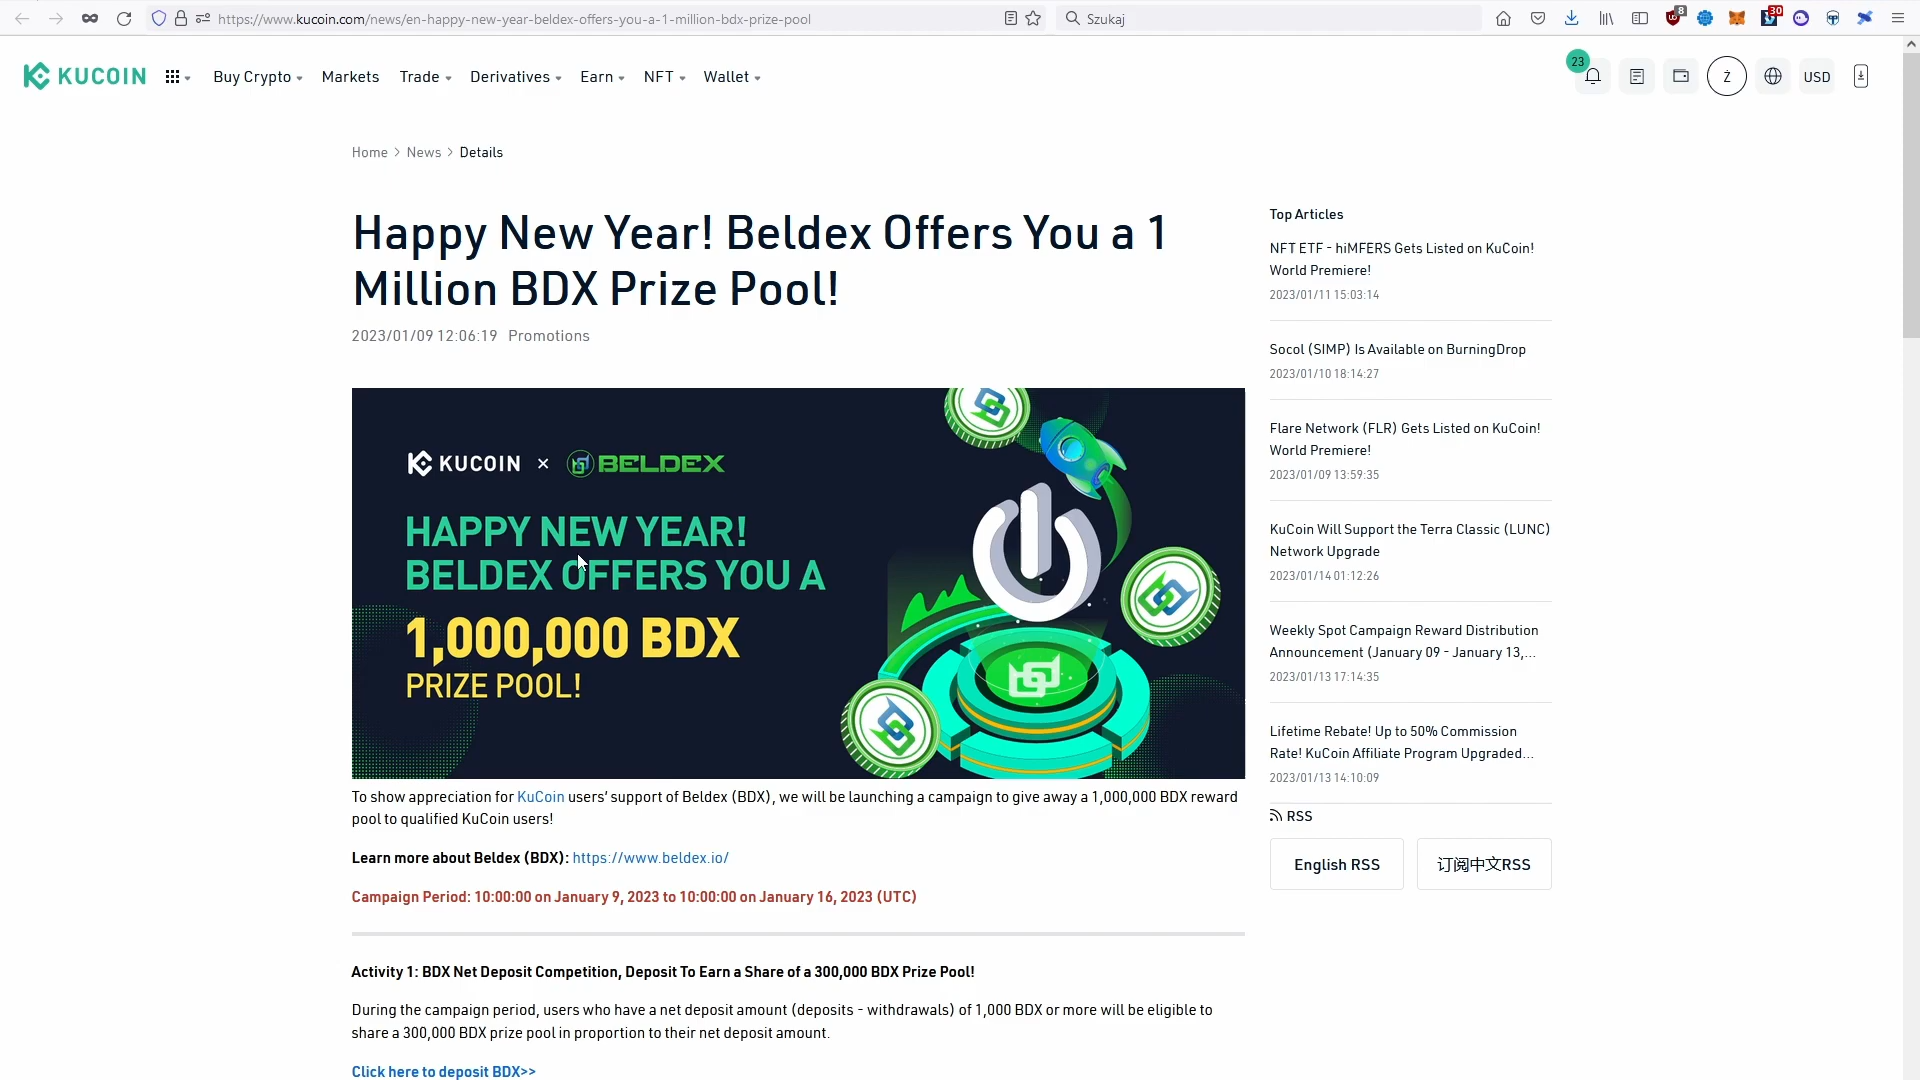 https://www.kucoin.com/news/en-happy-new-year-beldex-offers-you-a-1-million-bdx-prize-pool
Szukaj
8
30
KUCOIN
Buy Crypto
Markets
Trade
Derivatives
Earn
NFT
Wallet
23
Ż
USD
Home > News > Details
Happy New Year! Beldex Offers You a 1
Million BDX Prize Pool!
2023/01/09 12:06:19 Promotions
KUCOIN × BELDEX
HAPPY NEW YEAR!
BELDEX OFFERS YOU A
1,000,000 BDX
PRIZE POOL!
To show appreciation for KuCoin users' support of Beldex (BDX), we will be launching a campaign to give away a 1,000,000 BDX reward
pool to qualified KuCoin users!
Learn more about Beldex (BDX): https://www.beldex.io/
Campaign Period: 10:00:00 on January 9, 2023 to 10:00:00 on January 16, 2023 (UTC)
Activity 1: BDX Net Deposit Competition, Deposit To Earn a Share of a 300,000 BDX Prize Pool!
During the campaign period, users who have a net deposit amount (deposits - withdrawals) of 1,000 BDX or more will be eligible to
share a 300,000 BDX prize pool in proportion to their net deposit amount.
Click here to deposit BDX>>
Top Articles
NFT ETF - hiMFERS Gets Listed on KuCoin!
World Premiere!
2023/01/11 15:03:14
Socol (SIMP) Is Available on BurningDrop
2023/01/10 18:14:27
Flare Network (FLR) Gets Listed on KuCoin!
World Premiere!
2023/01/09 13:59:35
KuCoin Will Support the Terra Classic (LUNC)
Network Upgrade
2023/01/14 01:12:26
Weekly Spot Campaign Reward Distribution
Announcement (January 09 - January 13,...
2023/01/13 17:14:35
Lifetime Rebate! Up to 50% Commission
Rate! KuCoin Affiliate Program Upgraded...
2023/01/13 14:10:09
RSS
English RSS
订阅中文RSS